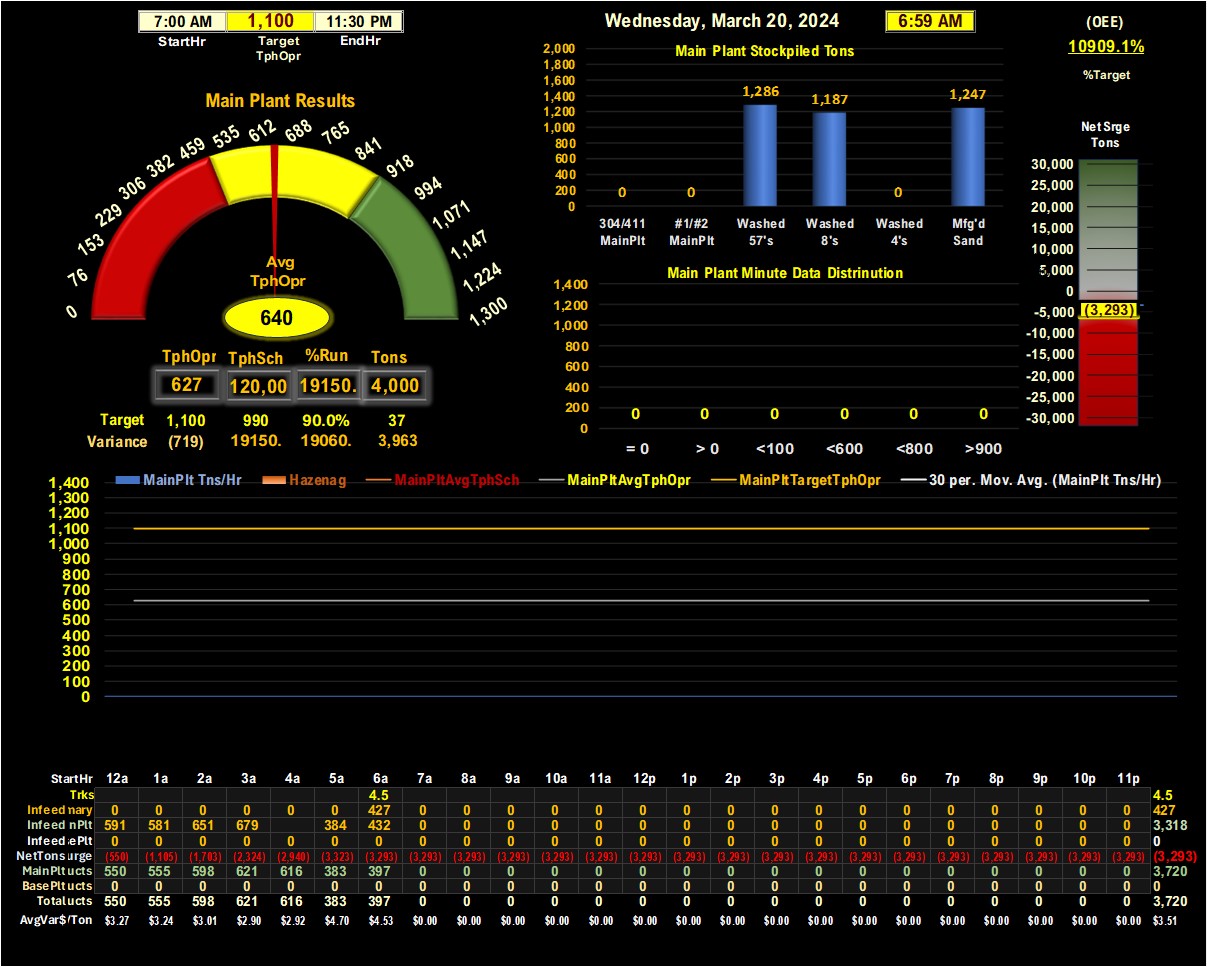 7:00 AM 1,100 11:30 PM
StartHr Target TphOpr EndHr
Wednesday, March 20, 2024 6:59 AM
(OEE)
10909.1%
%Target
Main Plant Results
0 76 153 229 306 382 459 535 612 688 765 841 918 994 1,071 1,147 1,224 1,300
Avg
TphOpr
640
TphOpr TphSch %Run Tons
627 120,00 19150. 4,000
Target 1,100 990 90.0% 37
Variance (719) 19150. 19060. 3,963
Main Plant Stockpiled Tons
2,000
1,800
1,600
1,400
1,200
1,000
800
600
400
200
0
0 0 1,286 1,187 0 1,247
304/411 #1/#2 Washed Washed Washed Mfg'd
MainPlt MainPlt 57's 8's 4's Sand
Main Plant Minute Data Distrinution
1,400
1,200
1,000
800
600
400
200
0
0 0 0 0 0 0
= 0 > 0 <100 <600 <800 >900
Net Srge
Tons
30,000
25,000
20,000
15,000
10,000
5,000
0
-5,000
-10,000
-15,000
-20,000
-25,000
-30,000
(3,293)
MainPlt Tns/Hr Hazenag MainPltAvgTphSch MainPltAvgTphOpr MainPltTargetTphOpr 30 per. Mov. Avg. (MainPlt Tns/Hr)
1,400
1,300
1,200
1,100
1,000
900
800
700
600
500
400
300
200
100
0
StartHr 12a 1a 2a 3a 4a 5a 6a 7a 8a 9a 10a 11a 12p 1p 2p 3p 4p 5p 6p 7p 8p 9p 10p 11p
Trks 4.5 4.5
Infeed nary 0 0 0 0 0 0 427 0 0 0 0 0 0 0 0 0 0 0 0 0 0 0 0 0 427
Infeed nPlt 591 581 651 679 384 432 0 0 0 0 0 0 0 0 0 0 0 0 0 0 0 0 0 3,318
Infeed ePlt 0 0 0 0 0 0 0 0 0 0 0 0 0 0 0 0 0 0 0 0 0 0 0 0 0
NetTons urge (550) (1,105) (1,703) (2,324) (2,940) (3,323) (3,293) (3,293) (3,293) (3,293) (3,293) (3,293) (3,293) (3,293) (3,293) (3,293) (3,293) (3,293) (3,293) (3,293) (3,293) (3,293) (3,293) (3,293) (3,293)
MainPlt ucts 550 555 598 621 616 383 397 0 0 0 0 0 0 0 0 0 0 0 0 0 0 0 0 0 3,720
BasePlt ucts 0 0 0 0 0 0 0 0 0 0 0 0 0 0 0 0 0 0 0 0 0 0 0 0 0
Total ucts 550 555 598 621 616 383 397 0 0 0 0 0 0 0 0 0 0 0 0 0 0 0 0 0 3,720
AvgVar$/Ton $3.27 $3.24 $3.01 $2.90 $2.92 $4.70 $4.53 $0.00 $0.00 $0.00 $0.00 $0.00 $0.00 $0.00 $0.00 $0.00 $0.00 $0.00 $0.00 $0.00 $0.00 $0.00 $0.00 $0.00 $3.51